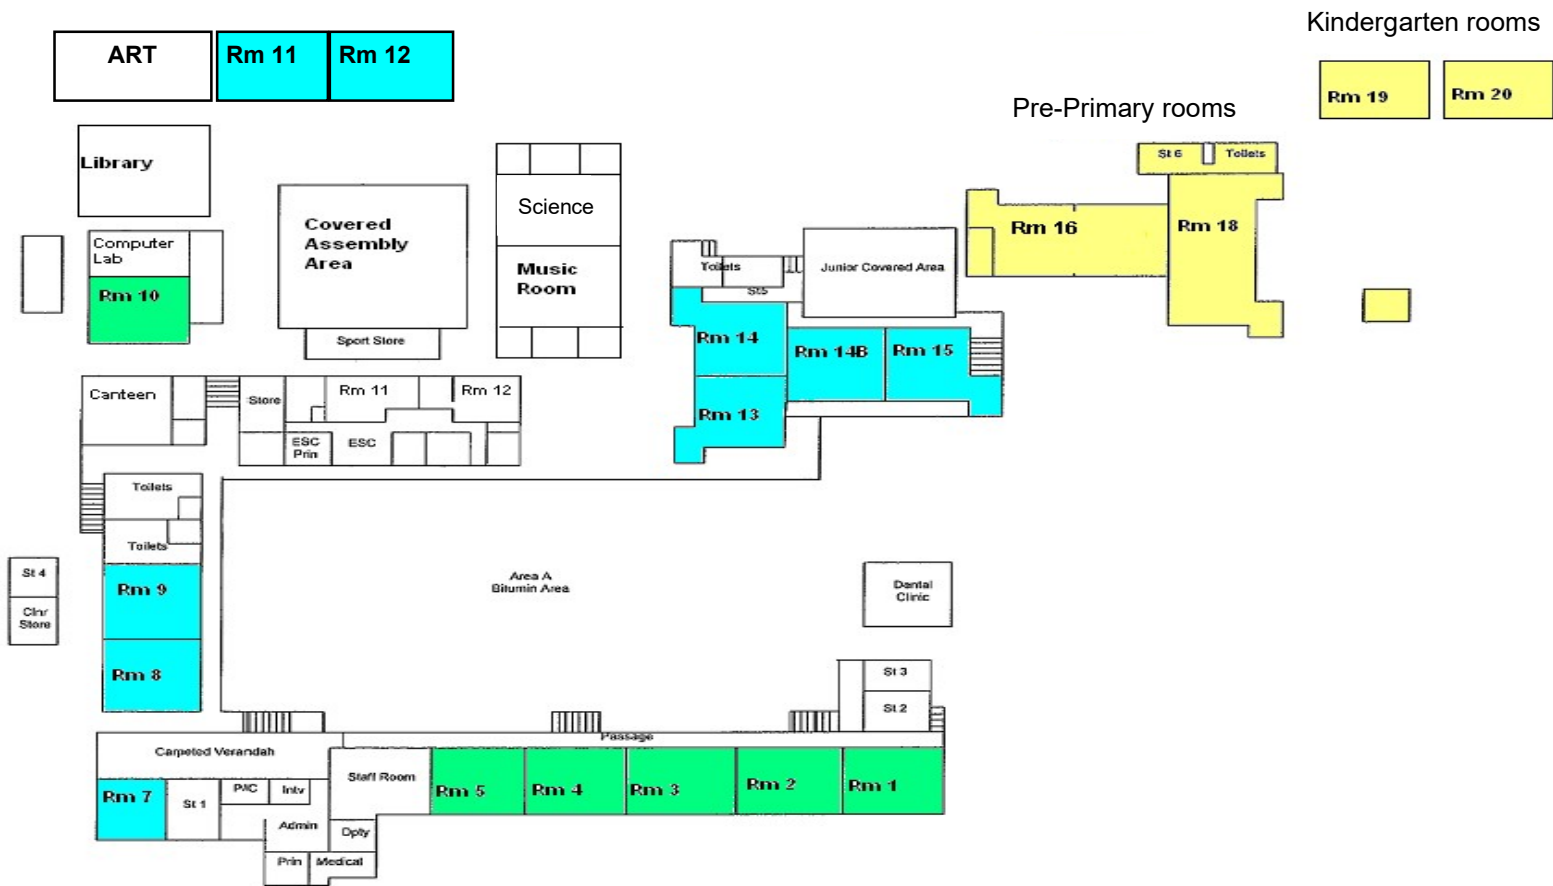 Kindergarten rooms
ART
Rm 11
Rm 12
Rm 19
Rm 20
Pre-Primary rooms
Library
St 6
Toilets
Science
Covered
Assembly
Area
Rm 16
Rm 18
Computer
Lab
Music
Room
Toilets
Junior Covered Area
Rm 10
St5
Sport Store
Rm 14
Rm 14B
Rm 15
Canteen
Store
Rm 11
Rm 12
Rm 13
ESC
Prin
ESC
Toilets
Toilets
St 4
Clnr
Store
Rm 9
Area A
Bitumin Area
Dental
Clinic
Rm 8
St 3
St 2
Passage
Carpeted Verandah
Staff Room
Rm 7
St 1
P/C
Intv
Rm 5
Rm 4
Rm 3
Rm 2
Rm 1
Admin
Dpty
Prin
Medical